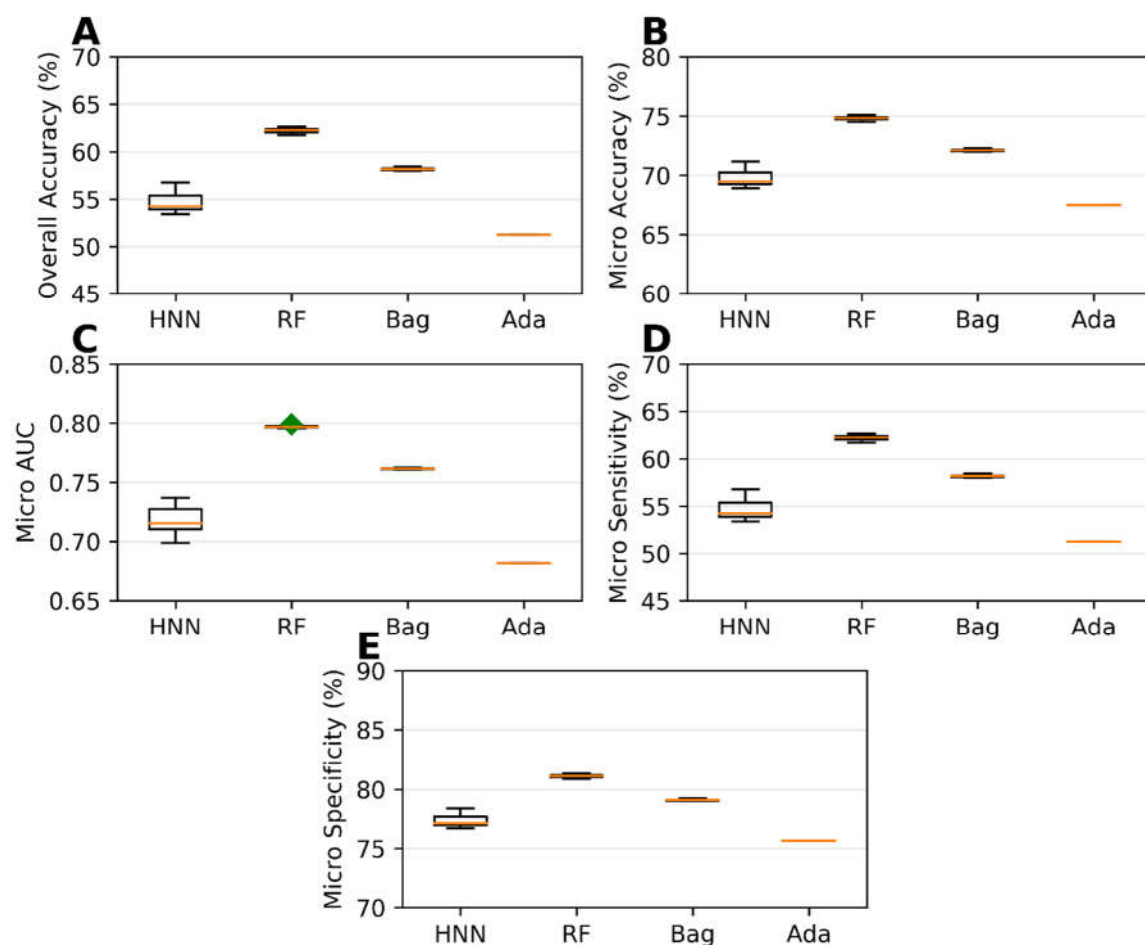 A
Overall Accuracy (%)
70
65
60
55
50
45
HNN RF Bag Ada
B
Micro Accuracy (%)
80
75
70
65
60
HNN RF Bag Ada
C
Micro AUC
0.85
0.80
0.75
0.70
0.65
HNN RF Bag Ada
D
Micro Sensitivity (%)
70
65
60
55
50
45
HNN RF Bag Ada
E
Micro Specificity (%)
90
85
80
75
70
HNN RF Bag Ada